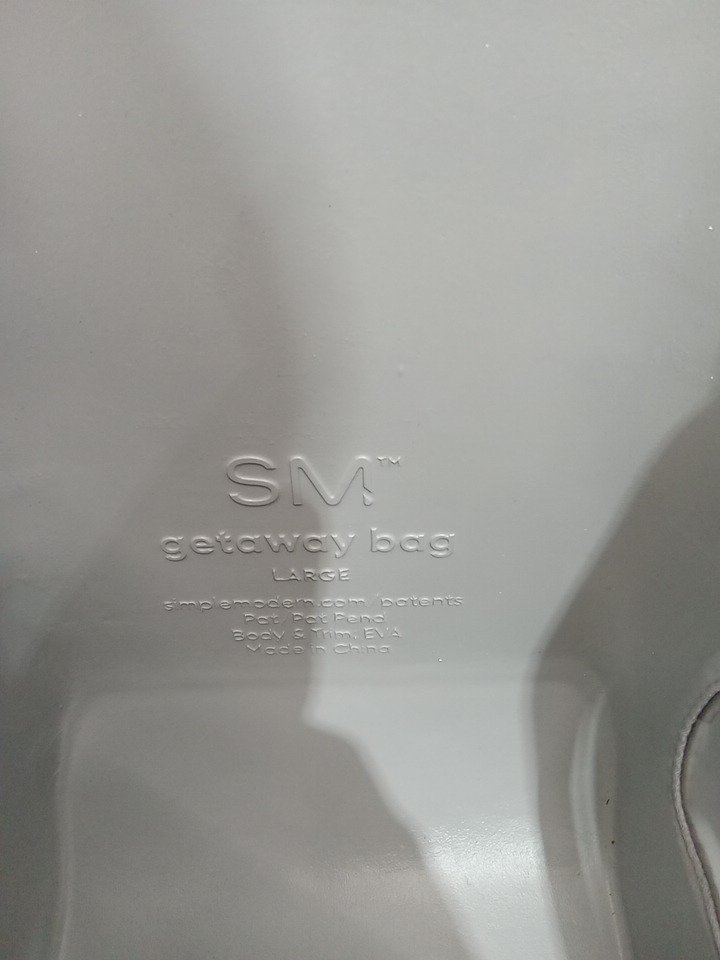 SM™
getaway bag
LARGE
simplemodern.com/patents
Pat/Pat Pend
Body & Trim, EVA
Made in China